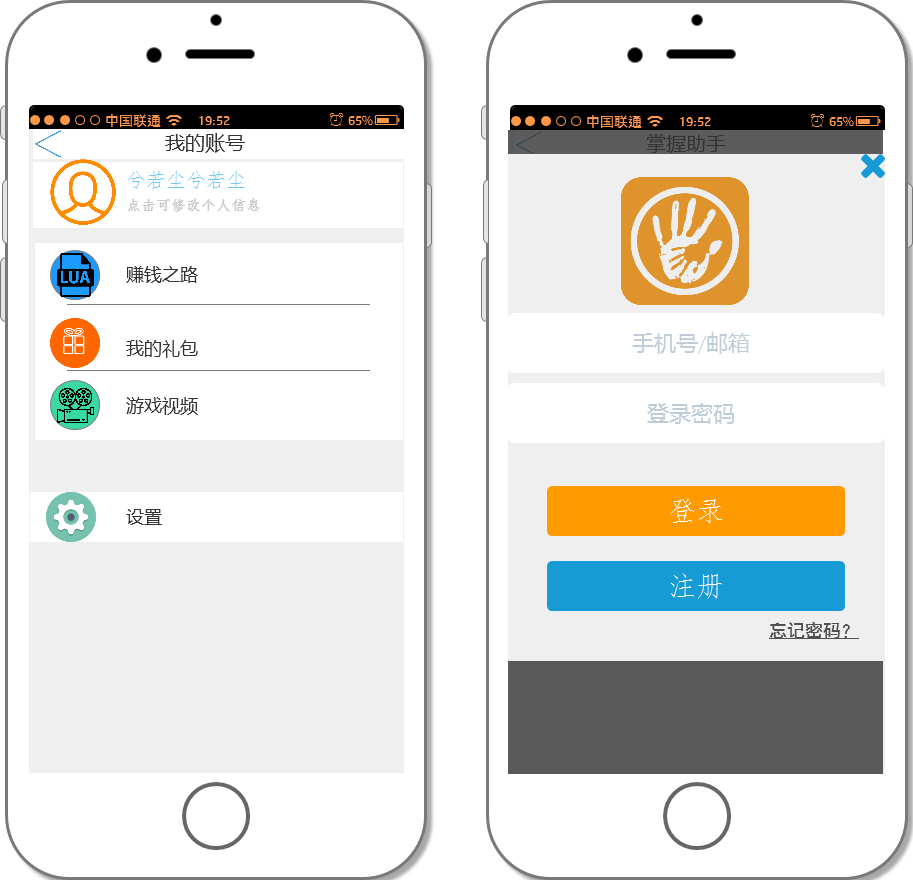 中国联通 19:52 65%
我的账号
兮若尘兮若尘
点击可修改个人信息
LUA
赚钱之路
我的礼包
游戏视频
设置
中国联通 19:52 65%
掌握助手
手机号/邮箱
登录密码
登录
注册
忘记密码？